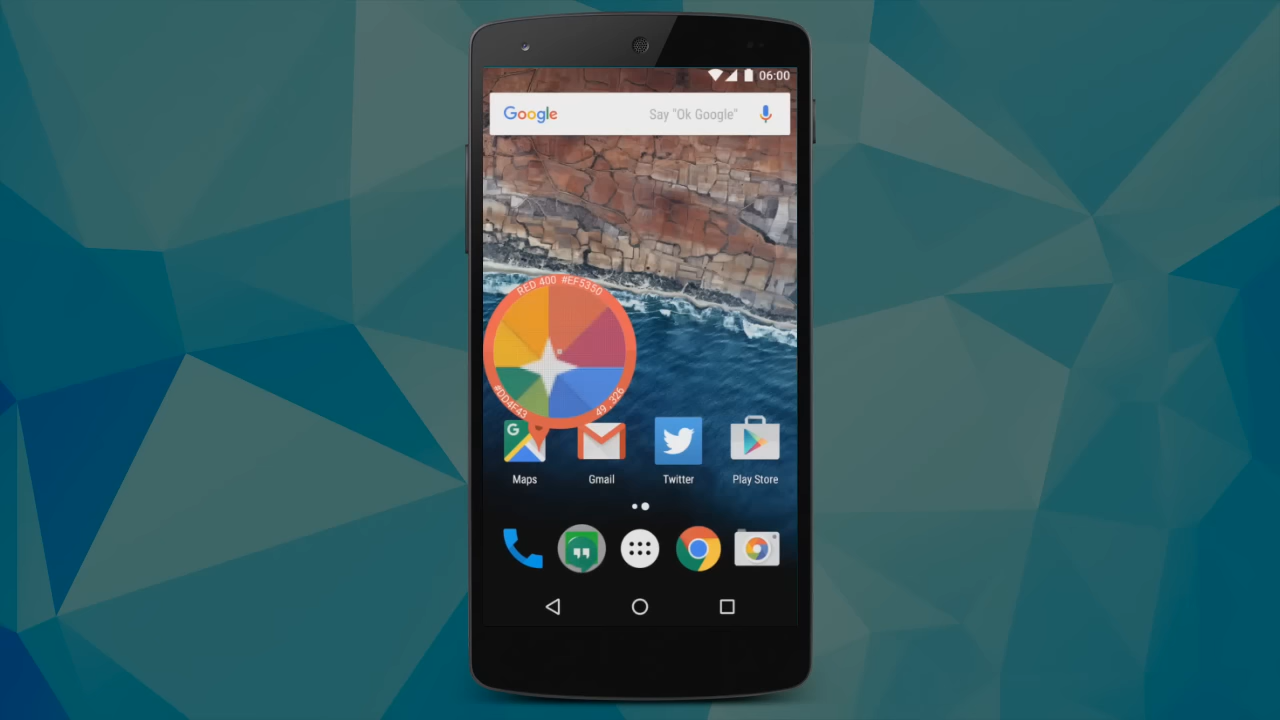 06:00
Google Say "Ok Google"
RED 400 #EF5350
#DD4F43
49,326
G
Maps Gmail Twitter Play Store